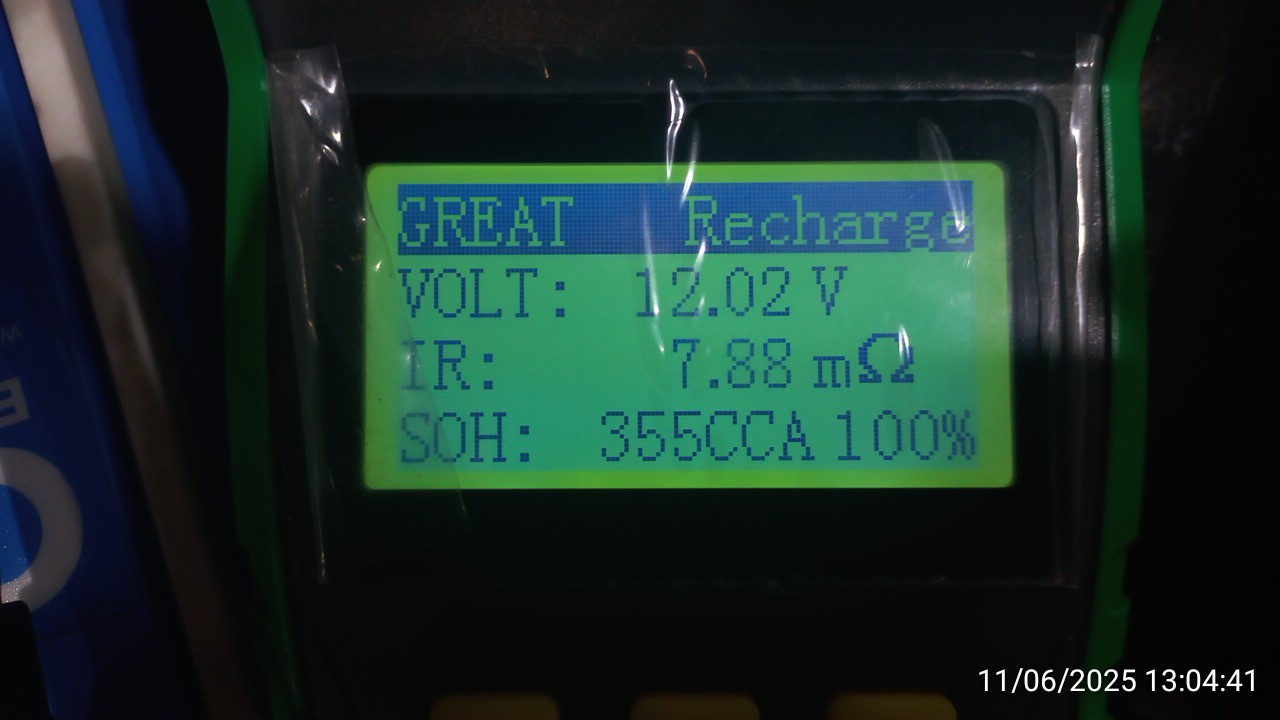 GREAT Recharge
VOLT: 12.02 V
IR: 7.88 mΩ
SOH: 355CCA 100%
11/06/2025 13:04:41